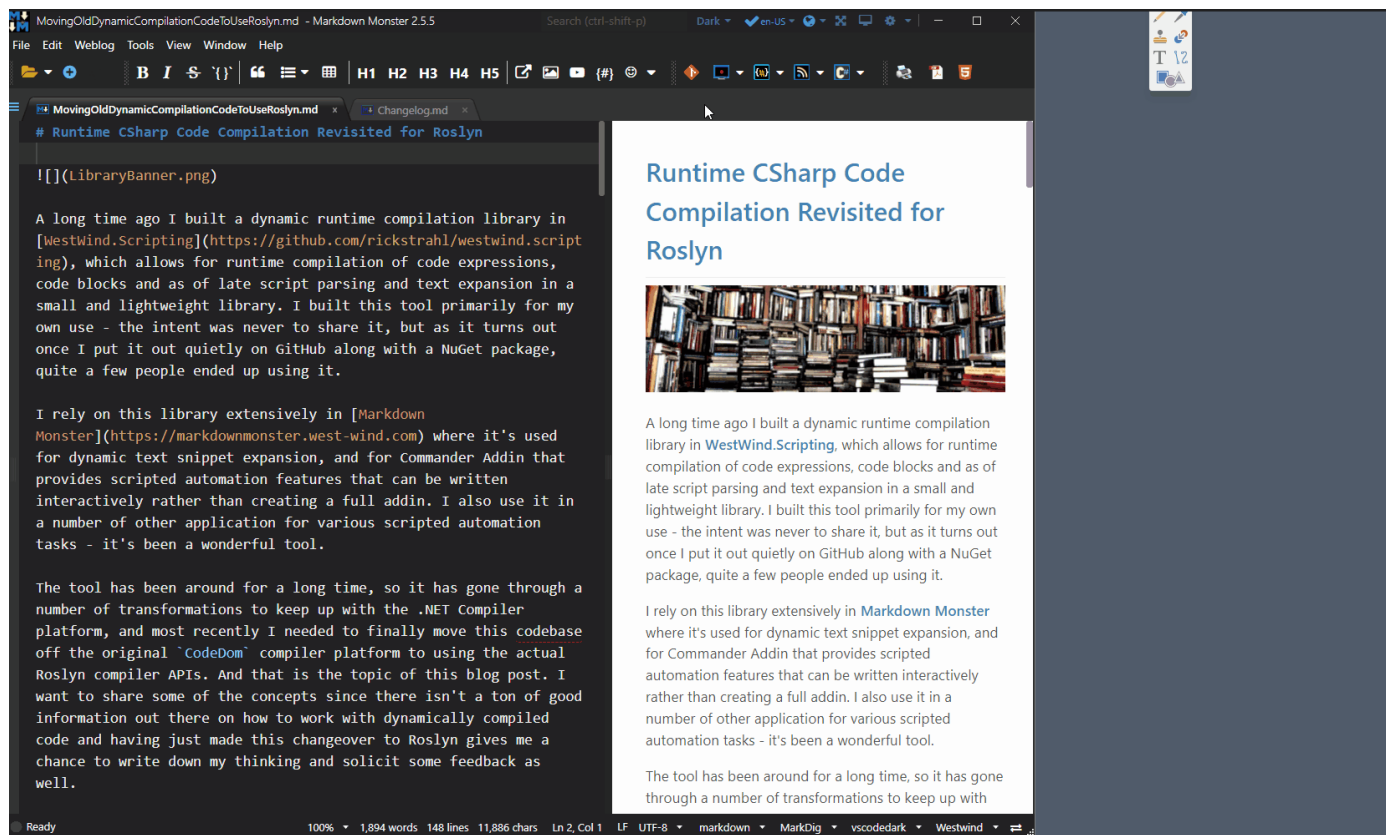 MovingOldDynamicCompilationCodeToUseRoslyn.md - Markdown Monster 2.5.5
Search (ctrl-shift-p)
Dark
en-US
File Edit Weblog Tools View Window Help
B I S `{}` H1 H2 H3 H4 H5 {#} C#
T 12
MovingOldDynamicCompilationCodeToUseRoslyn.md x
Changelog.md x
# Runtime CSharp Code Compilation Revisited for Roslyn
![](LibraryBanner.png)
A long time ago I built a dynamic runtime compilation library in
[WestWind.Scripting](https://github.com/rickstrahl/westwind.script
ing), which allows for runtime compilation of code expressions,
code blocks and as of late script parsing and text expansion in a
small and lightweight library. I built this tool primarily for my
own use - the intent was never to share it, but as it turns out
once I put it out quietly on GitHub along with a NuGet package,
quite a few people ended up using it.
I rely on this library extensively in [Markdown
Monster](https://markdownmonster.west-wind.com) where it's used
for dynamic text snippet expansion, and for Commander Addin that
provides scripted automation features that can be written
interactively rather than creating a full addin. I also use it in
a number of other application for various scripted automation
tasks - it's been a wonderful tool.
The tool has been around for a long time, so it has gone through a
number of transformations to keep up with the .NET Compiler
platform, and most recently I needed to finally move this codebase
off the original `CodeDom` compiler platform to using the actual
Roslyn compiler APIs. And that is the topic of this blog post. I
want to share some of the concepts since there isn't a ton of good
information out there on how to work with dynamically compiled
code and having just made this changeover to Roslyn gives me a
chance to write down my thinking and solicit some feedback as
well.
Runtime CSharp Code
Compilation Revisited for
Roslyn
A long time ago I built a dynamic runtime compilation
library in WestWind.Scripting, which allows for runtime
compilation of code expressions, code blocks and as of
late script parsing and text expansion in a small and
lightweight library. I built this tool primarily for my own
use - the intent was never to share it, but as it turns out
once I put it out quietly on GitHub along with a NuGet
package, quite a few people ended up using it.
I rely on this library extensively in Markdown Monster
where it's used for dynamic text snippet expansion, and
for Commander Addin that provides scripted
automation features that can be written interactively
rather than creating a full addin. I also use it in a
number of other application for various scripted
automation tasks - it's been a wonderful tool.
The tool has been around for a long time, so it has gone
through a number of transformations to keep up with
Ready
100% 1,894 words 148 lines 11,886 chars Ln 2, Col 1 LF UTF-8 markdown MarkDig vscodedark Westwind